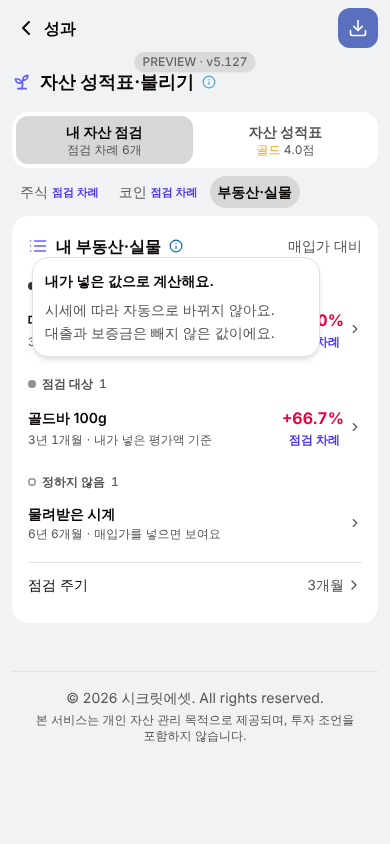 성과
PREVIEW · v5.127
자산 성적표·불리기
내 자산 점검
점검 차례 6개
자산 성적표
골드 4.0점
주식 점검 차례
코인 점검 차례
부동산·실물
내 부동산·실물
매입가 대비
내가 넣은 값으로 계산해요.
시세에 따라 자동으로 바뀌지 않아요.
대출과 보증금은 빼지 않은 값이에요.
점검 대상 1
골드바 100g
+66.7%
3년 1개월 · 내가 넣은 평가액 기준
점검 차례
정하지 않음 1
물려받은 시계
6년 6개월 · 매입가를 넣으면 보여요
점검 주기
3개월
© 2026 시크릿에셋. All rights reserved.
본 서비스는 개인 자산 관리 목적으로 제공되며, 투자 조언을
포함하지 않습니다.